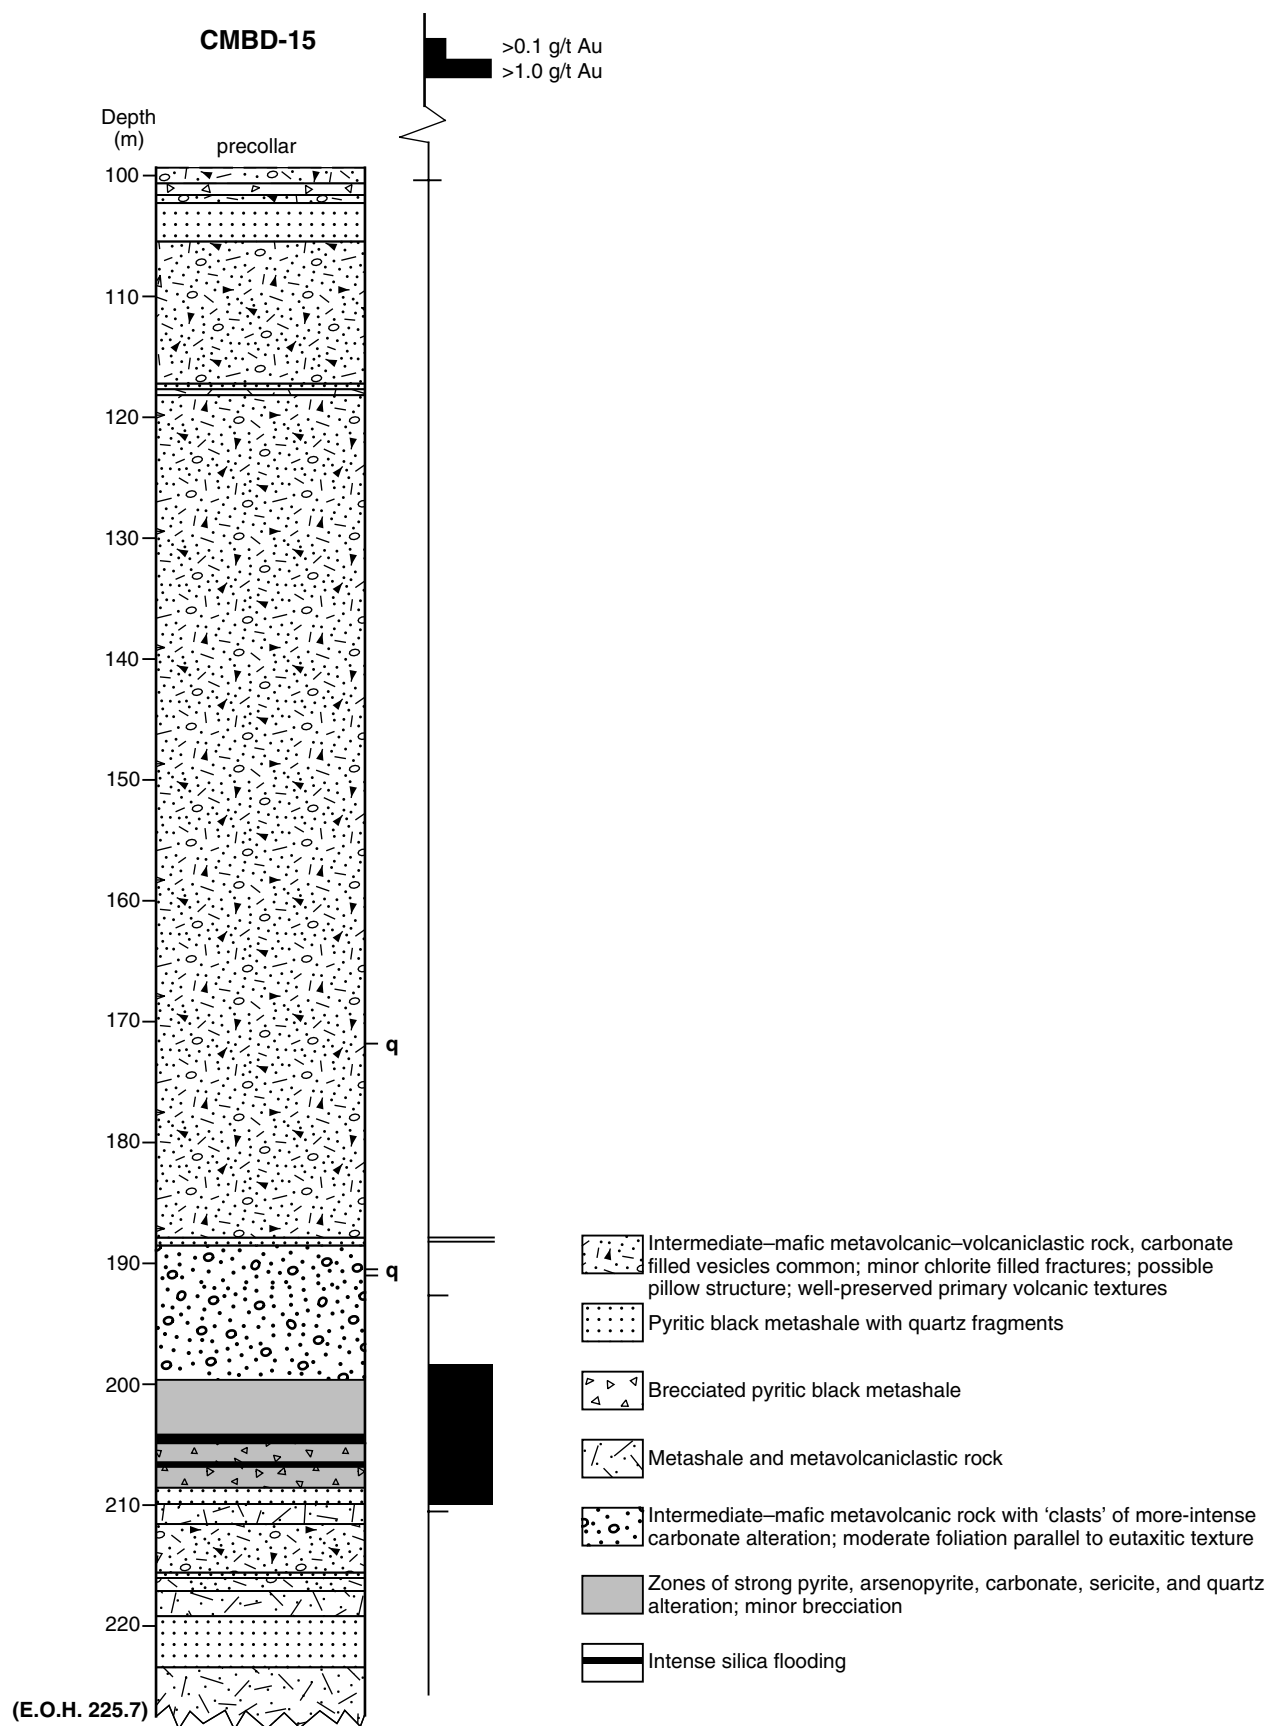 CMBD-15
>0.1 g/t Au
>1.0 g/t Au
Depth
(m)
precollar
100
110
120
130
140
150
160
170
q
180
190
q
200
210
220
(E.O.H. 225.7)
Intermediate–mafic metavolcanic–volcaniclastic rock, carbonate
filled vesicles common; minor chlorite filled fractures; possible
pillow structure; well-preserved primary volcanic textures
Pyritic black metashale with quartz fragments
Brecciated pyritic black metashale
Metashale and metavolcaniclastic rock
Intermediate–mafic metavolcanic rock with ‘clasts’ of more-intense
carbonate alteration; moderate foliation parallel to eutaxitic texture
Zones of strong pyrite, arsenopyrite, carbonate, sericite, and quartz
alteration; minor brecciation
Intense silica flooding